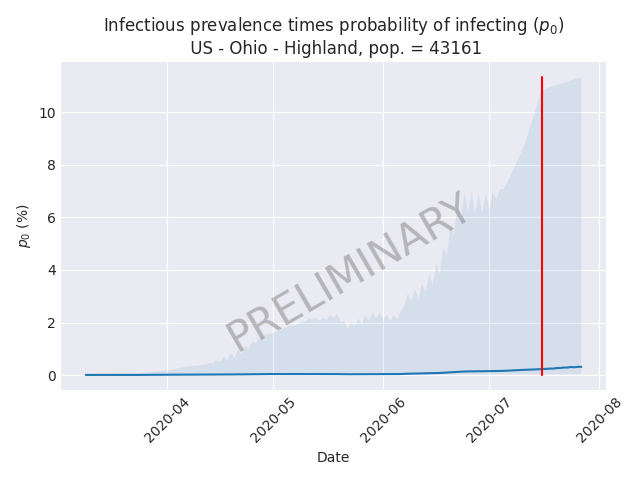 Infectious prevalence times probability of infecting (p₀)
US - Ohio - Highland, pop. = 43161
10
8
6
4
2
0
p₀ (%)
PRELIMINARY
2020-04
2020-05
2020-06
2020-07
2020-08
Date